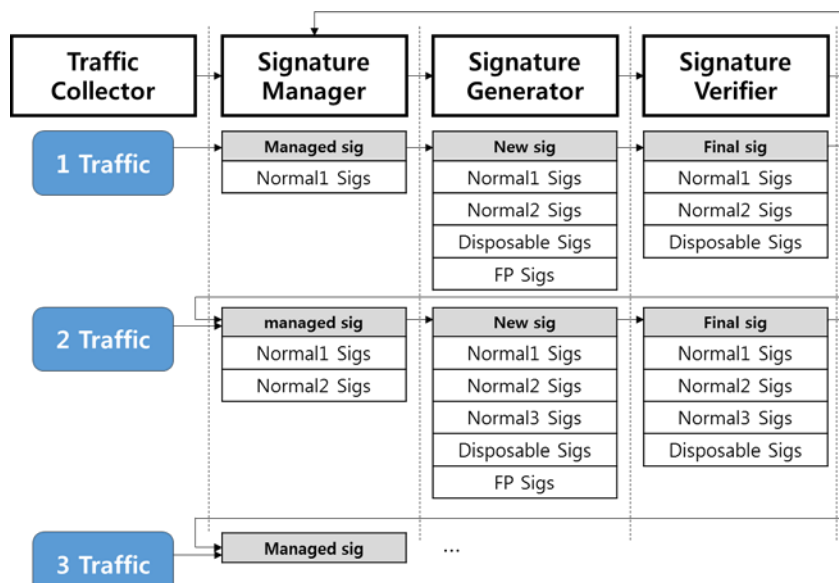 Traffic
Collector
Signature
Manager
Signature
Generator
Signature
Verifier
1 Traffic
Managed sig
Normal1 Sigs
New sig
Normal1 Sigs
Normal2 Sigs
Disposable Sigs
FP Sigs
Final sig
Normal1 Sigs
Normal2 Sigs
Disposable Sigs
2 Traffic
managed sig
Normal1 Sigs
Normal2 Sigs
New sig
Normal1 Sigs
Normal2 Sigs
Normal3 Sigs
Disposable Sigs
FP Sigs
Final sig
Normal1 Sigs
Normal2 Sigs
Normal3 Sigs
Disposable Sigs
3 Traffic
Managed sig
...